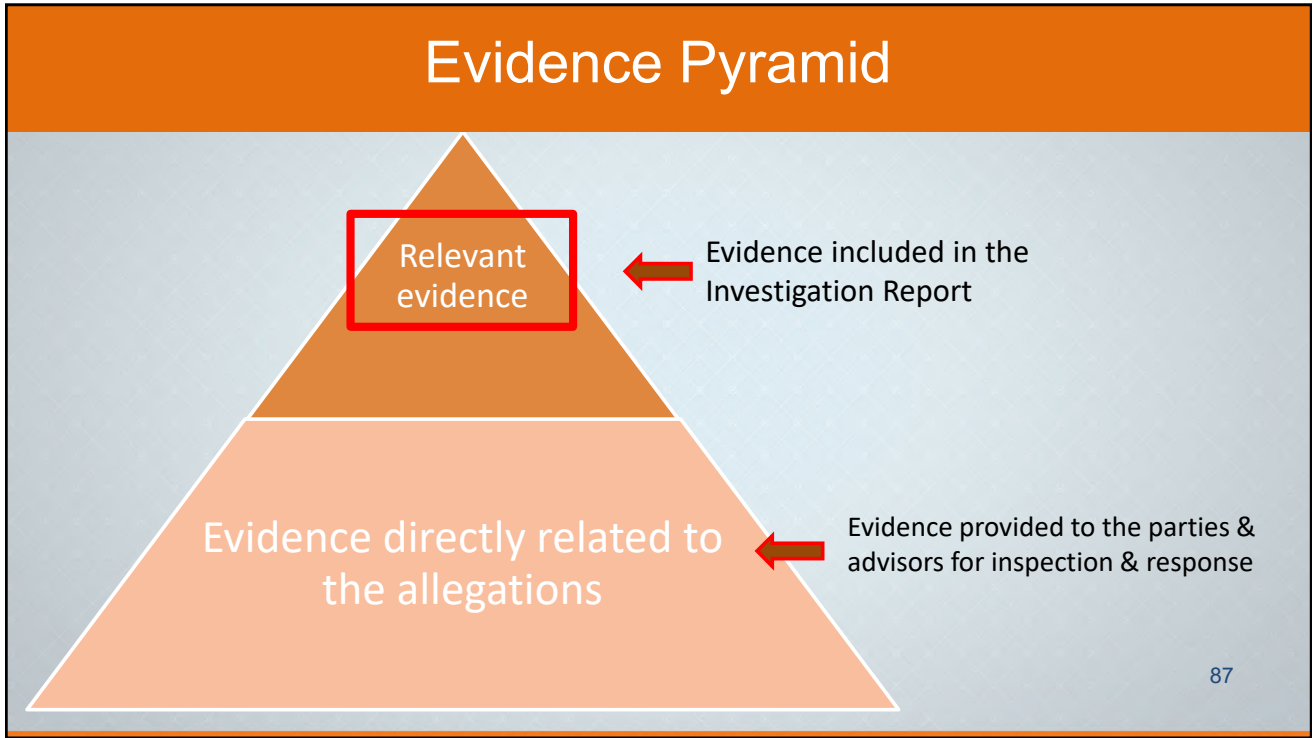 Evidence Pyramid
Relevant
evidence
Evidence included in the
Investigation Report
Evidence directly related to
the allegations
Evidence provided to the parties &
advisors for inspection & response
87